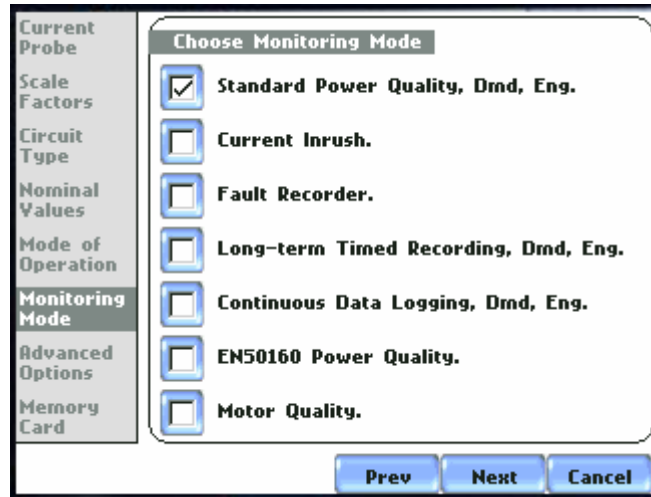 Current
Probe
Scale
Factors
Circuit
Type
Nominal
Values
Mode of
Operation
Monitoring
Mode
Advanced
Options
Memory
Card
Choose Monitoring Mode
Standard Power Quality, Dmd, Eng.
Current Inrush.
Fault Recorder.
Long-term Timed Recording, Dmd, Eng.
Continuous Data Logging, Dmd, Eng.
EN50160 Power Quality.
Motor Quality.
Prev Next Cancel